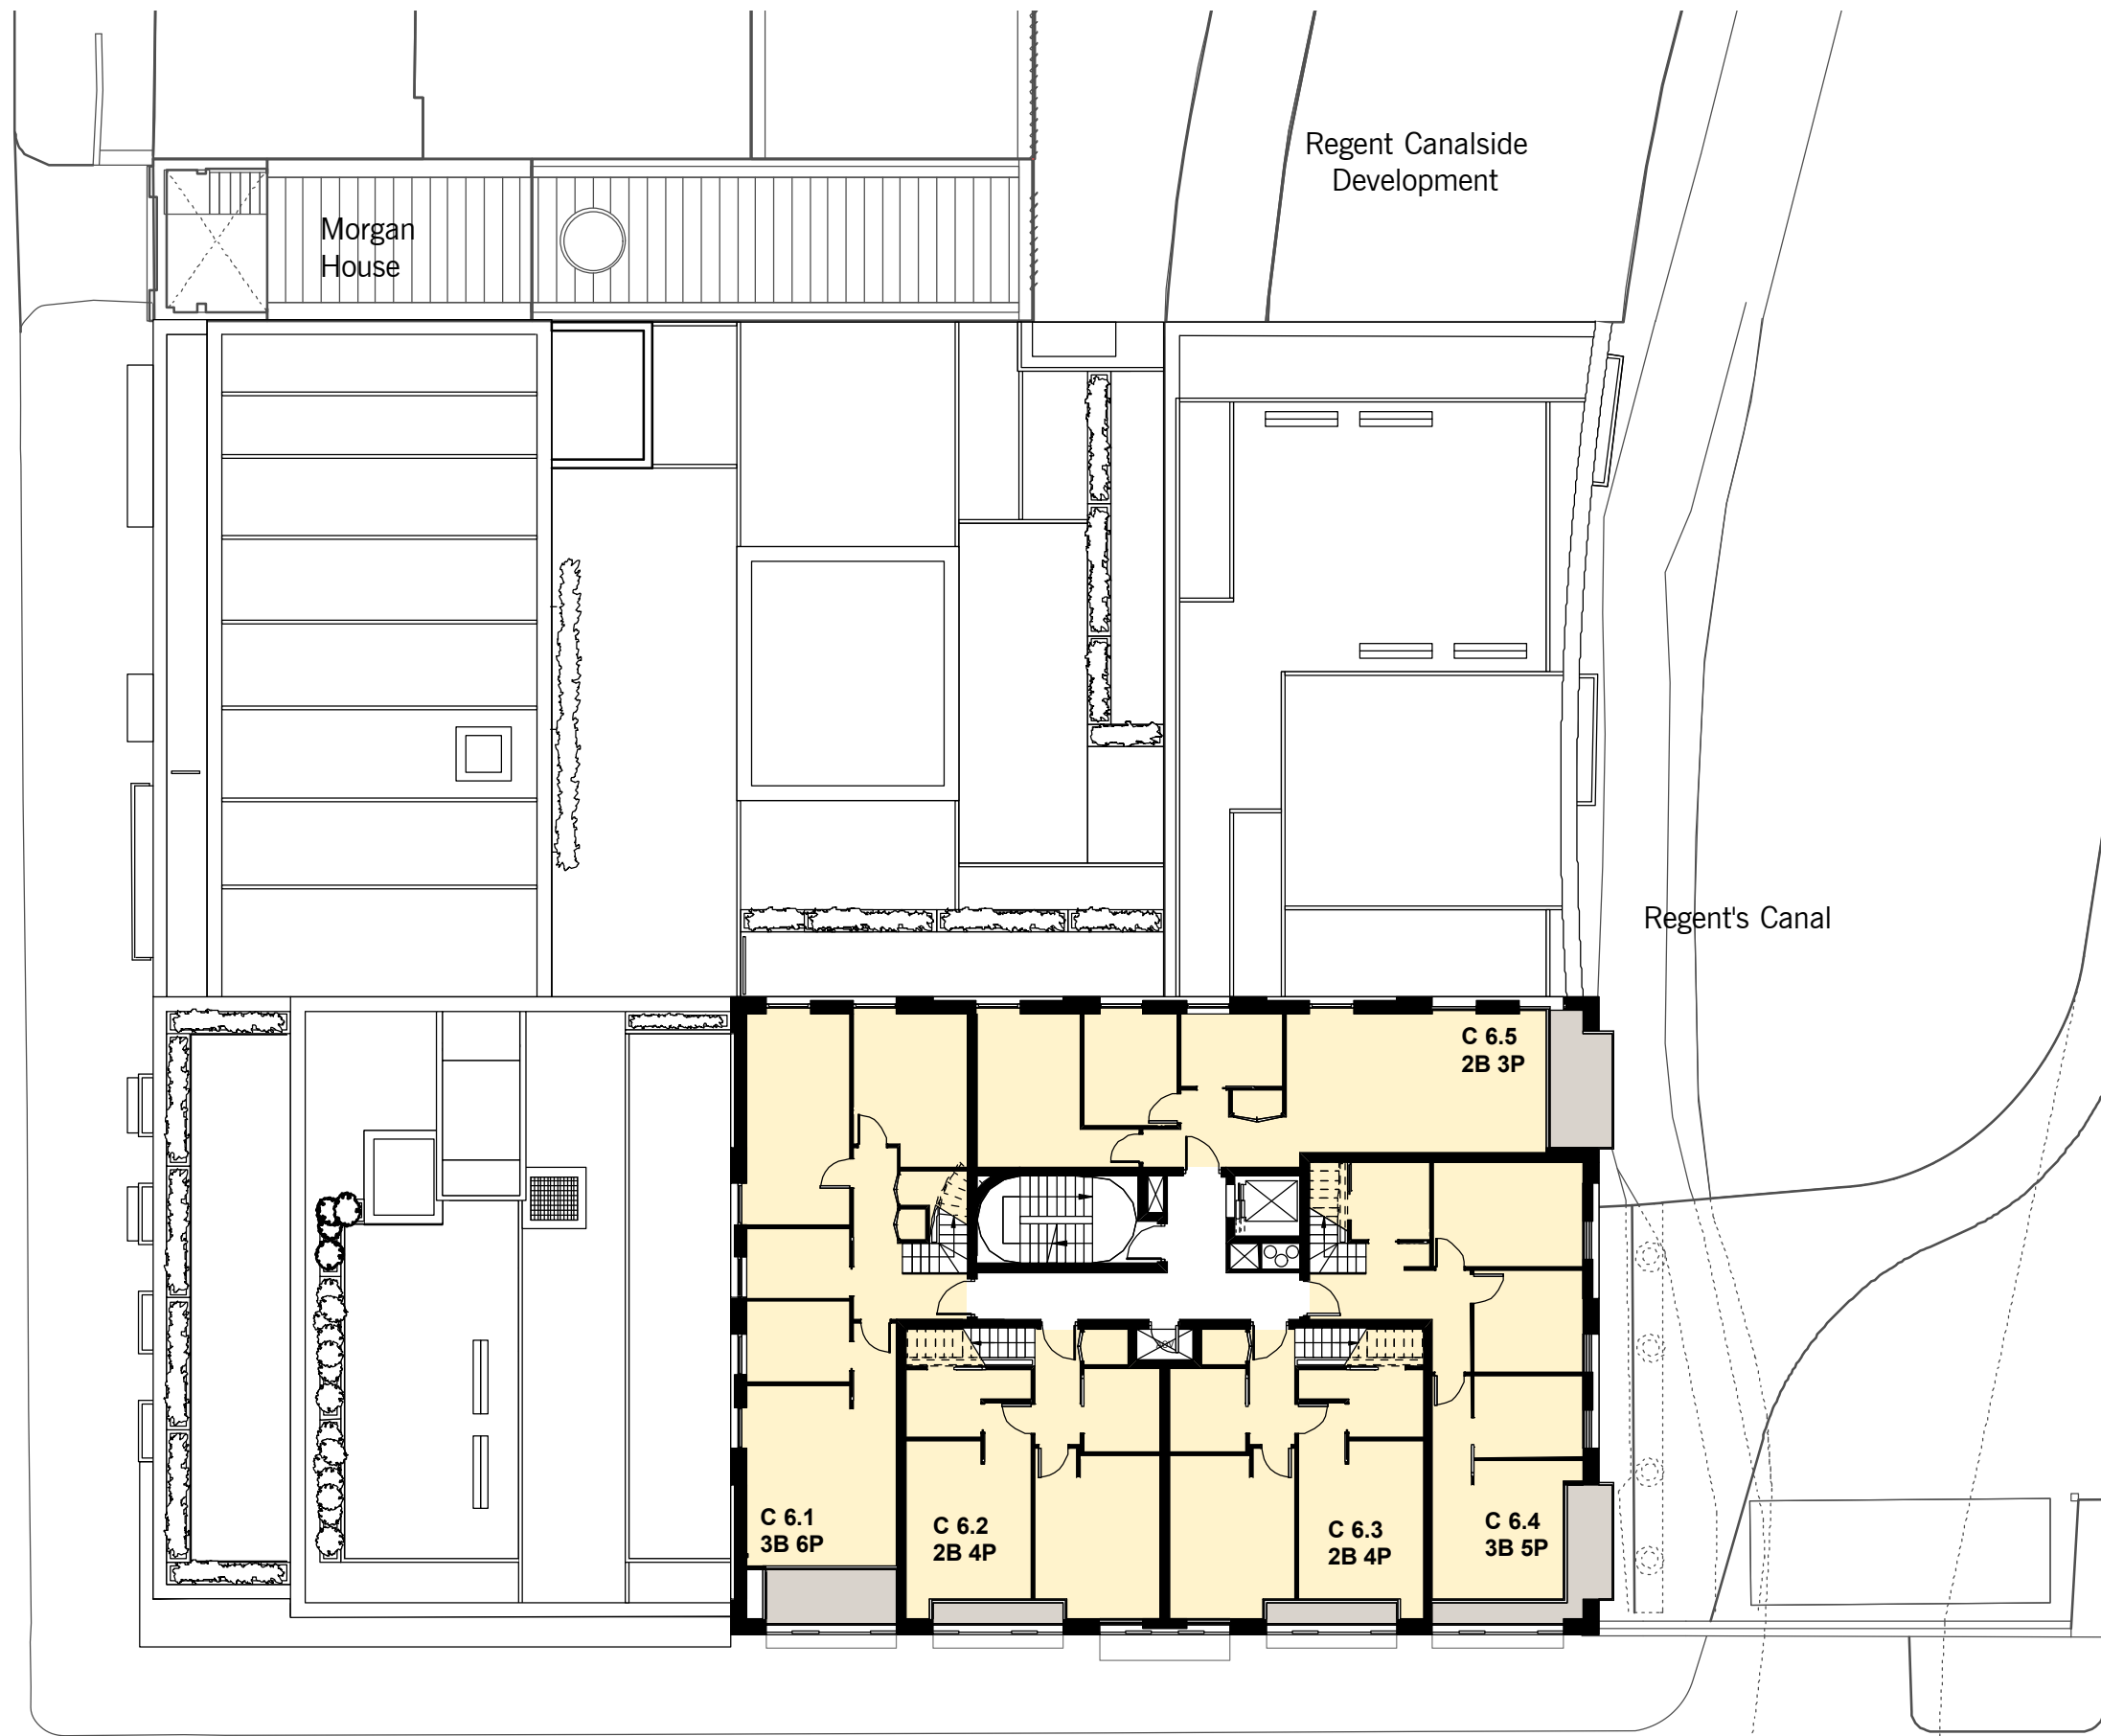 Regent Canalside
Development
Morgan
House
Regent's Canal
C 6.5
2B 3P
C 6.1
3B 6P
C 6.2
2B 4P
C 6.3
2B 4P
C 6.4
3B 5P